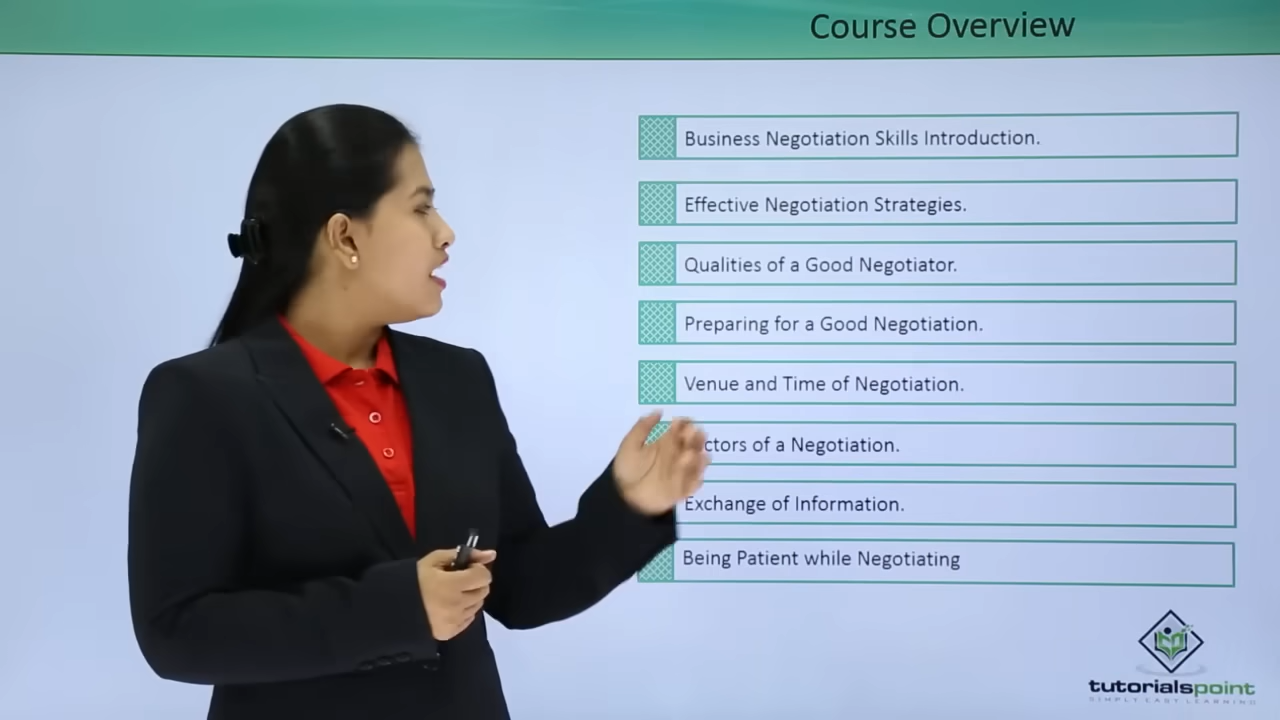 Course Overview
Business Negotiation Skills Introduction.
Effective Negotiation Strategies.
Qualities of a Good Negotiator.
Preparing for a Good Negotiation.
Venue and Time of Negotiation.
of a Negotiation.
Exchange of Information.
Being Patient while Negotiating
tutorialspoint
SIMPLY EASY LEARNING